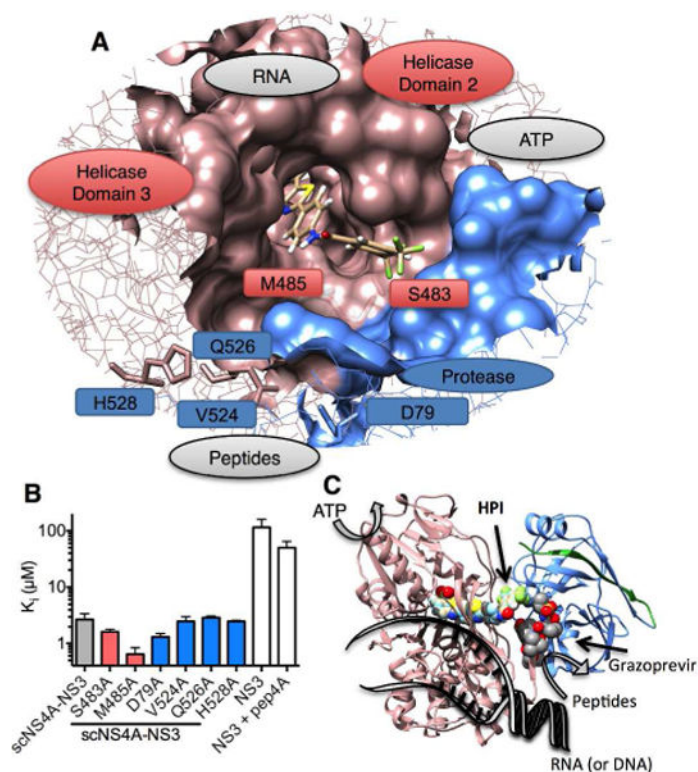 A
RNA
Helicase
Domain 2
ATP
Helicase
Domain 3
M485
S483
Q526
Protease
H528
V524
D79
Peptides
B
Ki (µM)
100
10
1
scNS4A-NS3
S483A
M485A
D79A
V524A
Q526A
H528A
NS3
NS3 + pep4A
scNS4A-NS3
C
ATP
HPI
Grazoprevir
Peptides
RNA (or DNA)